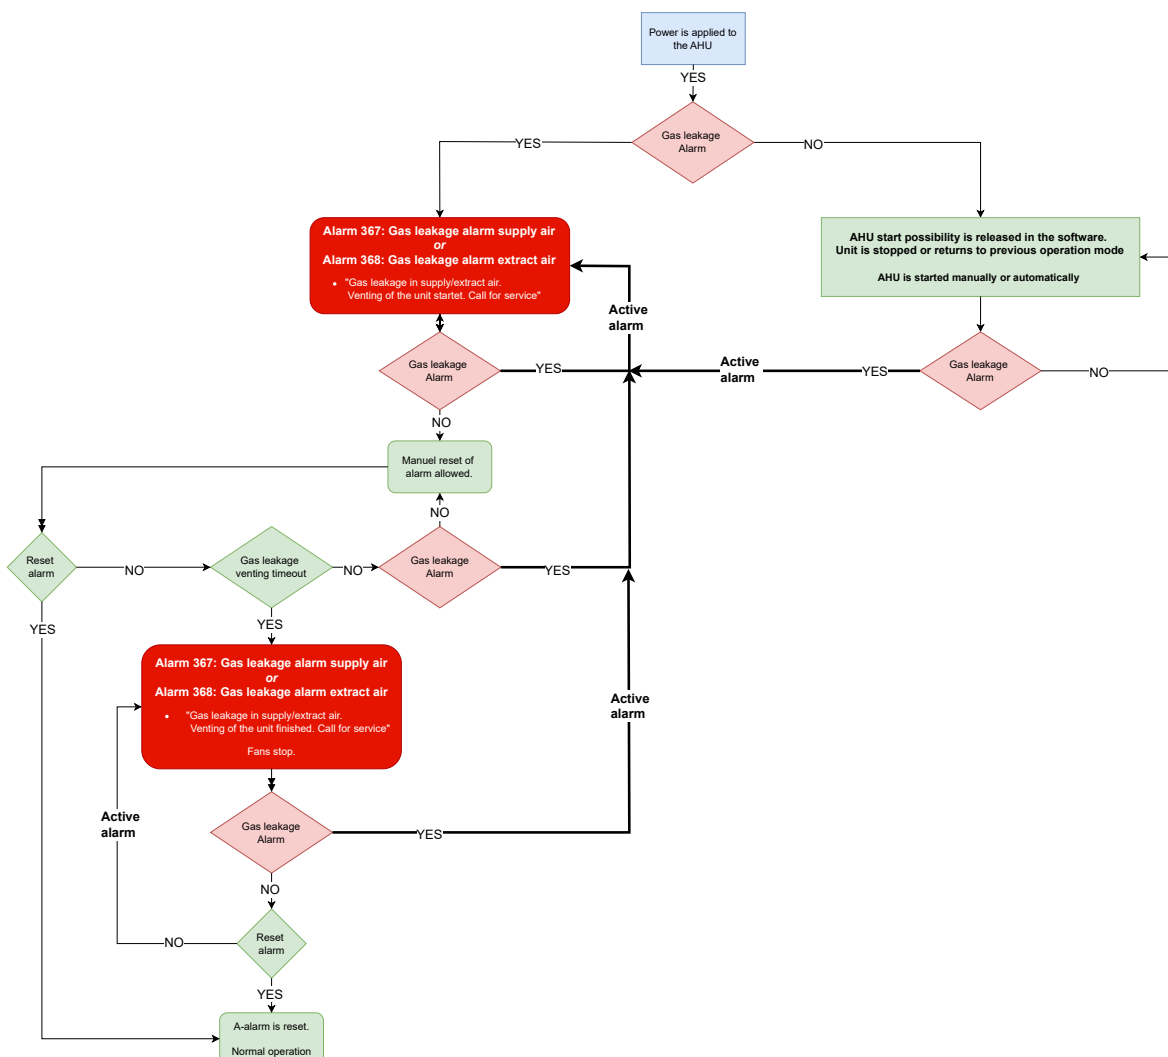 Power is applied to
the AHU
YES
Gas leakage
Alarm
YES
NO
Alarm 367: Gas leakage alarm supply air
or
Alarm 368: Gas leakage alarm extract air
• "Gas leakage in supply/extract air.
Venting of the unit startet. Call for service"
AHU start possibility is released in the software.
Unit is stopped or returns to previous operation mode
AHU is started manually or automatically
Active
alarm
Gas leakage
Alarm
YES
Active
alarm
YES
Gas leakage
Alarm
NO
NO
Manuel reset of
alarm allowed.
NO
Reset
alarm
NO
Gas leakage
venting timeout
NO
Gas leakage
Alarm
YES
YES
YES
Alarm 367: Gas leakage alarm supply air
or
Alarm 368: Gas leakage alarm extract air
• "Gas leakage in supply/extract air.
Venting of the unit finished. Call for service"
Fans stop.
Active
alarm
Active
alarm
Gas leakage
Alarm
YES
NO
Reset
alarm
NO
YES
A-alarm is reset.
Normal operation